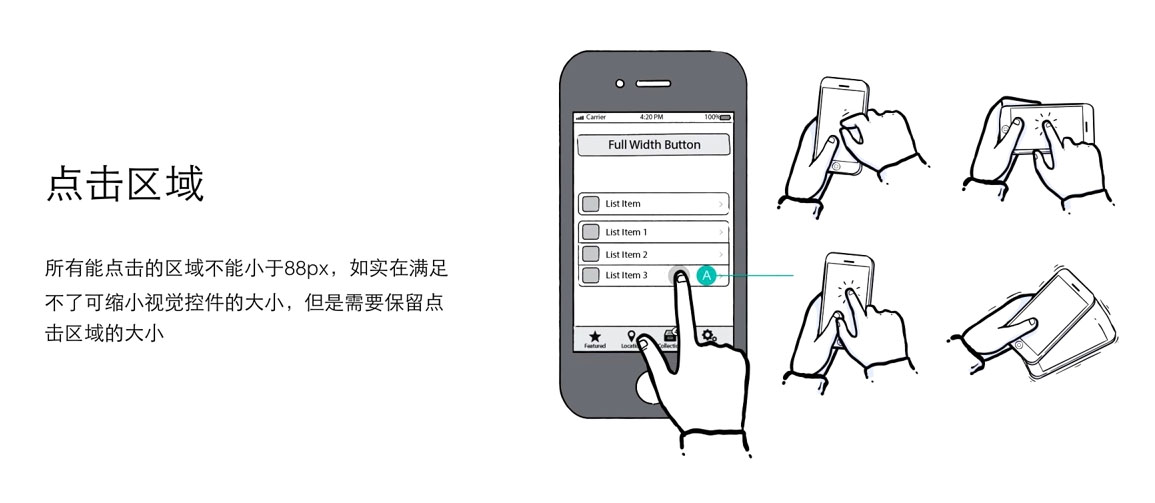 点击区域
所有能点击的区域不能小于88px，如实在满足
不了可缩小视觉控件的大小，但是需要保留点
击区域的大小
Carrier 4:20 PM 100%
Full Width Button
List Item
List Item 1
List Item 2
List Item 3
A
Featured